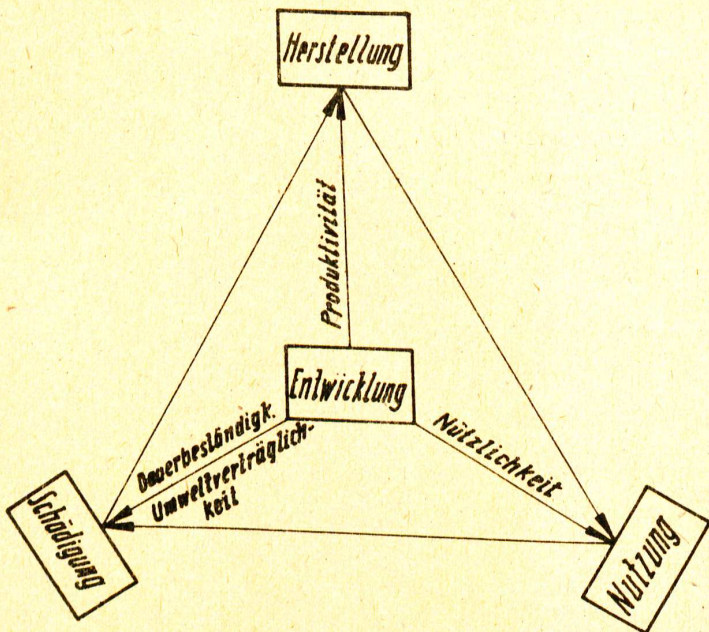 Herstellung
Produktivität
Entwicklung
Dauerbeständigk.
Umweltverträglich-
keit
Nützlichkeit
Schädigung
Nutzung